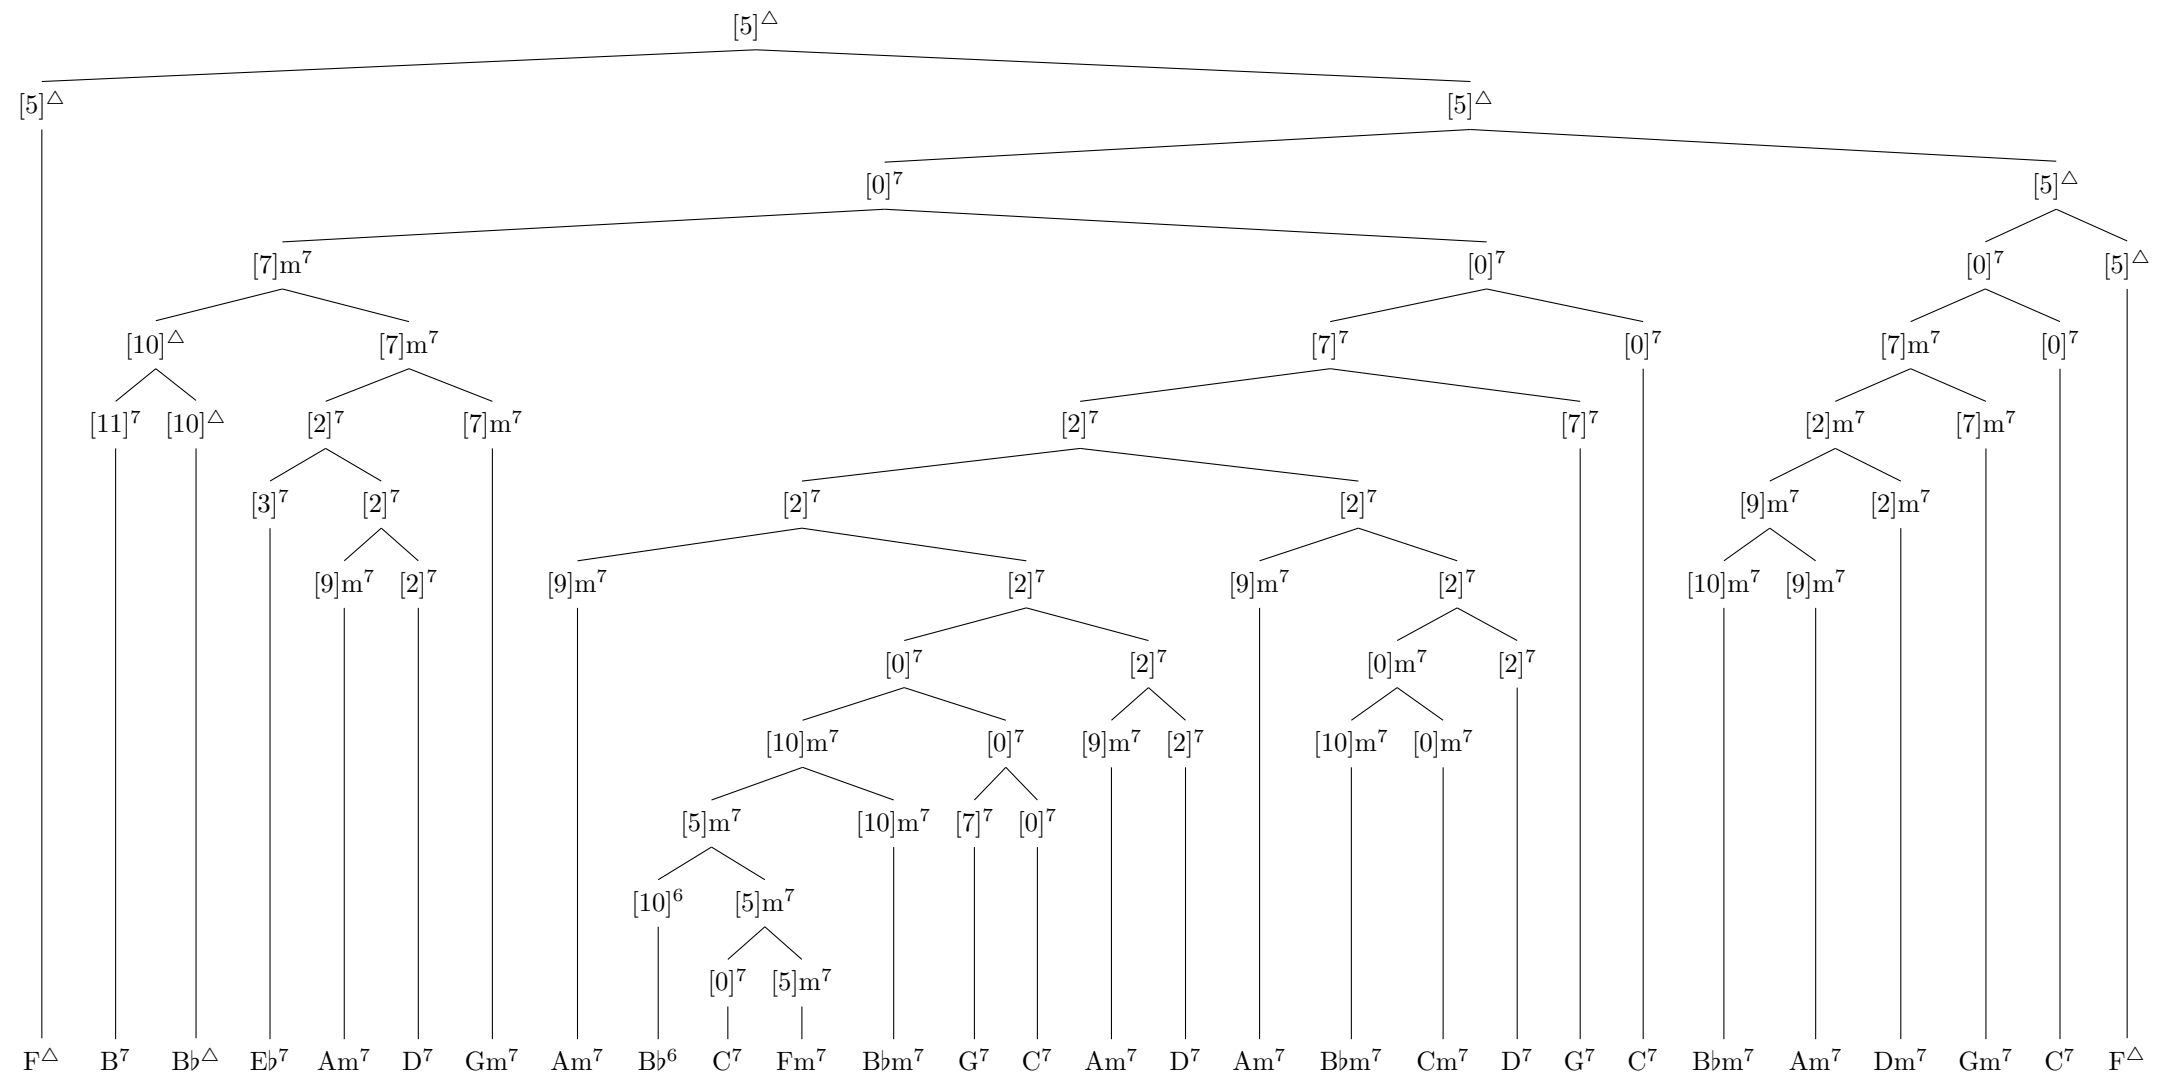 [5]△
[5]△ [5]△
[0]⁷ [5]△
[7]m⁷ [0]⁷ [0]⁷ [5]△
[10]△ [7]m⁷ [7]⁷ [0]⁷ [7]m⁷ [0]⁷
[11]⁷ [10]△ [2]⁷ [7]m⁷ [2]⁷ [7]⁷ [2]m⁷ [7]m⁷
[3]⁷ [2]⁷ [2]⁷ [2]⁷ [9]m⁷ [2]m⁷
[9]m⁷ [2]⁷ [9]m⁷ [2]⁷ [9]m⁷ [2]⁷ [10]m⁷ [9]m⁷
[0]⁷ [2]⁷ [0]m⁷ [2]⁷
[10]m⁷ [0]⁷ [9]m⁷ [2]⁷ [10]m⁷ [0]m⁷
[5]m⁷ [10]m⁷ [7]⁷ [0]⁷
[10]⁶ [5]m⁷
[0]⁷ [5]m⁷
F△ B⁷ B♭△ E♭⁷ Am⁷ D⁷ Gm⁷ Am⁷ B♭⁶ C⁷ Fm⁷ B♭m⁷ G⁷ C⁷ Am⁷ D⁷ Am⁷ B♭m⁷ Cm⁷ D⁷ G⁷ C⁷ B♭m⁷ Am⁷ Dm⁷ Gm⁷ C⁷ F△